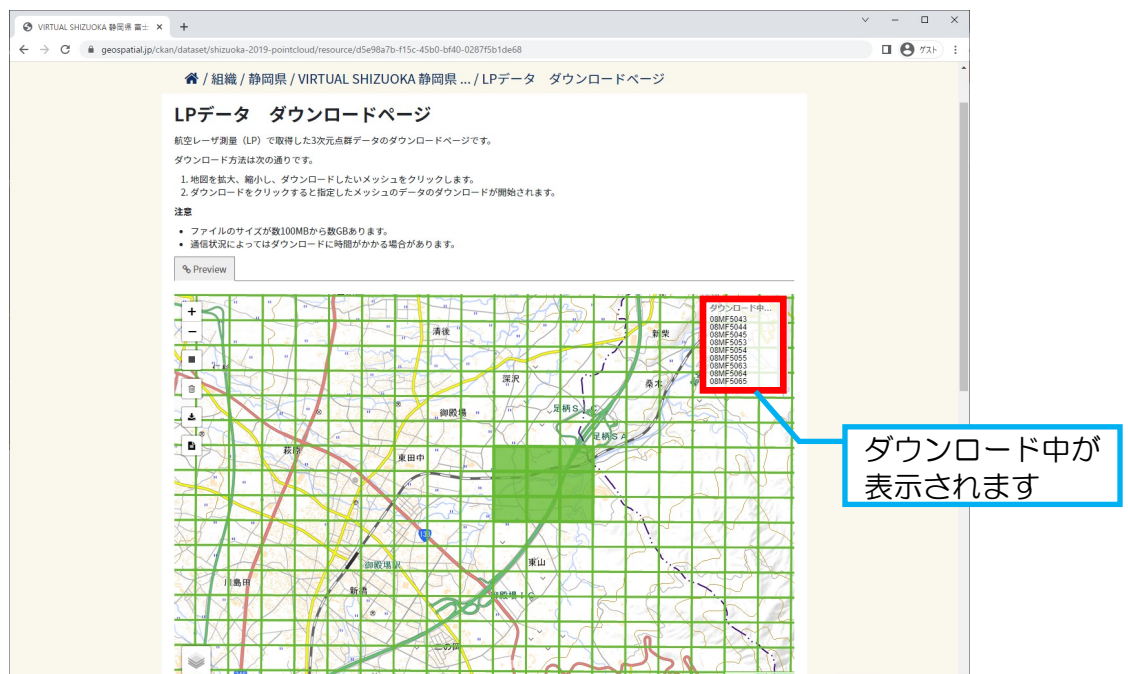 VIRTUAL SHIZUOKA 静岡県 富士
geospatial.jp/ckan/dataset/shizuoka-2019-pointcloud/resource/d5e98a7b-f15c-45b0-bf40-0287f5b1de68
ゲスト
/ 組織 / 静岡県 / VIRTUAL SHIZUOKA 静岡県 ... / LPデータ　ダウンロードページ
LPデータ　ダウンロードページ
航空レーザ測量（LP）で取得した3次元点群データのダウンロードページです。
ダウンロード方法は次の通りです。
1. 地図を拡大、縮小し、ダウンロードしたいメッシュをクリックします。
2. ダウンロードをクリックすると指定したメッシュのデータのダウンロードが開始されます。
注意
• ファイルのサイズが数100MBから数GBあります。
• 通信状況によってはダウンロードに時間がかかる場合があります。
Preview
ダウンロード中...
08MF5043
08MF5044
08MF5045
08MF5053
08MF5054
08MF5055
08MF5063
08MF5064
08MF5065
清後
新柴
深沢
桑木
御殿場
足柄S
足柄SA
萩原
東田中
御殿場駅
東山
川島田
新橋
御殿場IC
二の岡
ダウンロード中が
表示されます